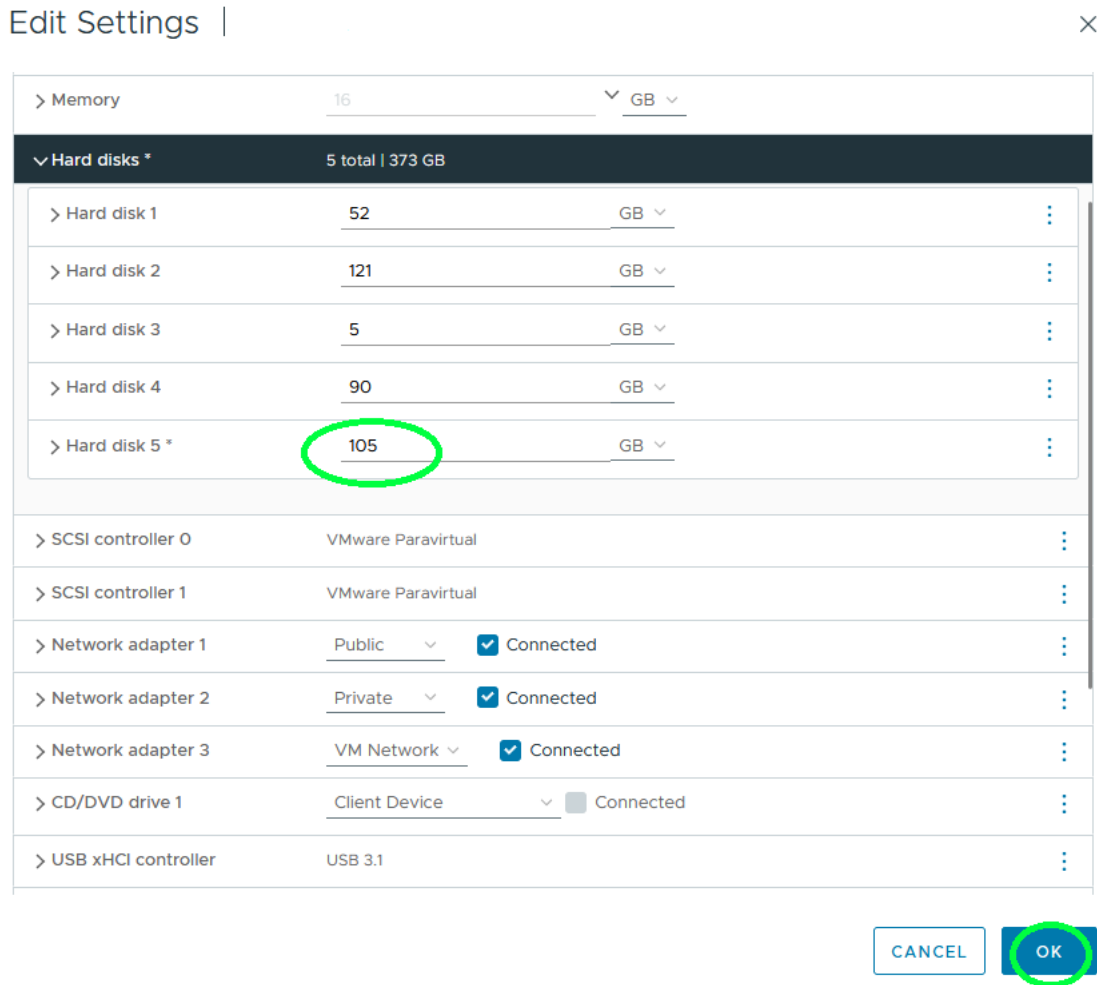 Edit Settings
Memory 16 GB
Hard disks * 5 total | 373 GB
Hard disk 1 52 GB
Hard disk 2 121 GB
Hard disk 3 5 GB
Hard disk 4 90 GB
Hard disk 5 * 105 GB
SCSI controller 0 VMware Paravirtual
SCSI controller 1 VMware Paravirtual
Network adapter 1 Public Connected
Network adapter 2 Private Connected
Network adapter 3 VM Network Connected
CD/DVD drive 1 Client Device Connected
USB xHCI controller USB 3.1
CANCEL OK